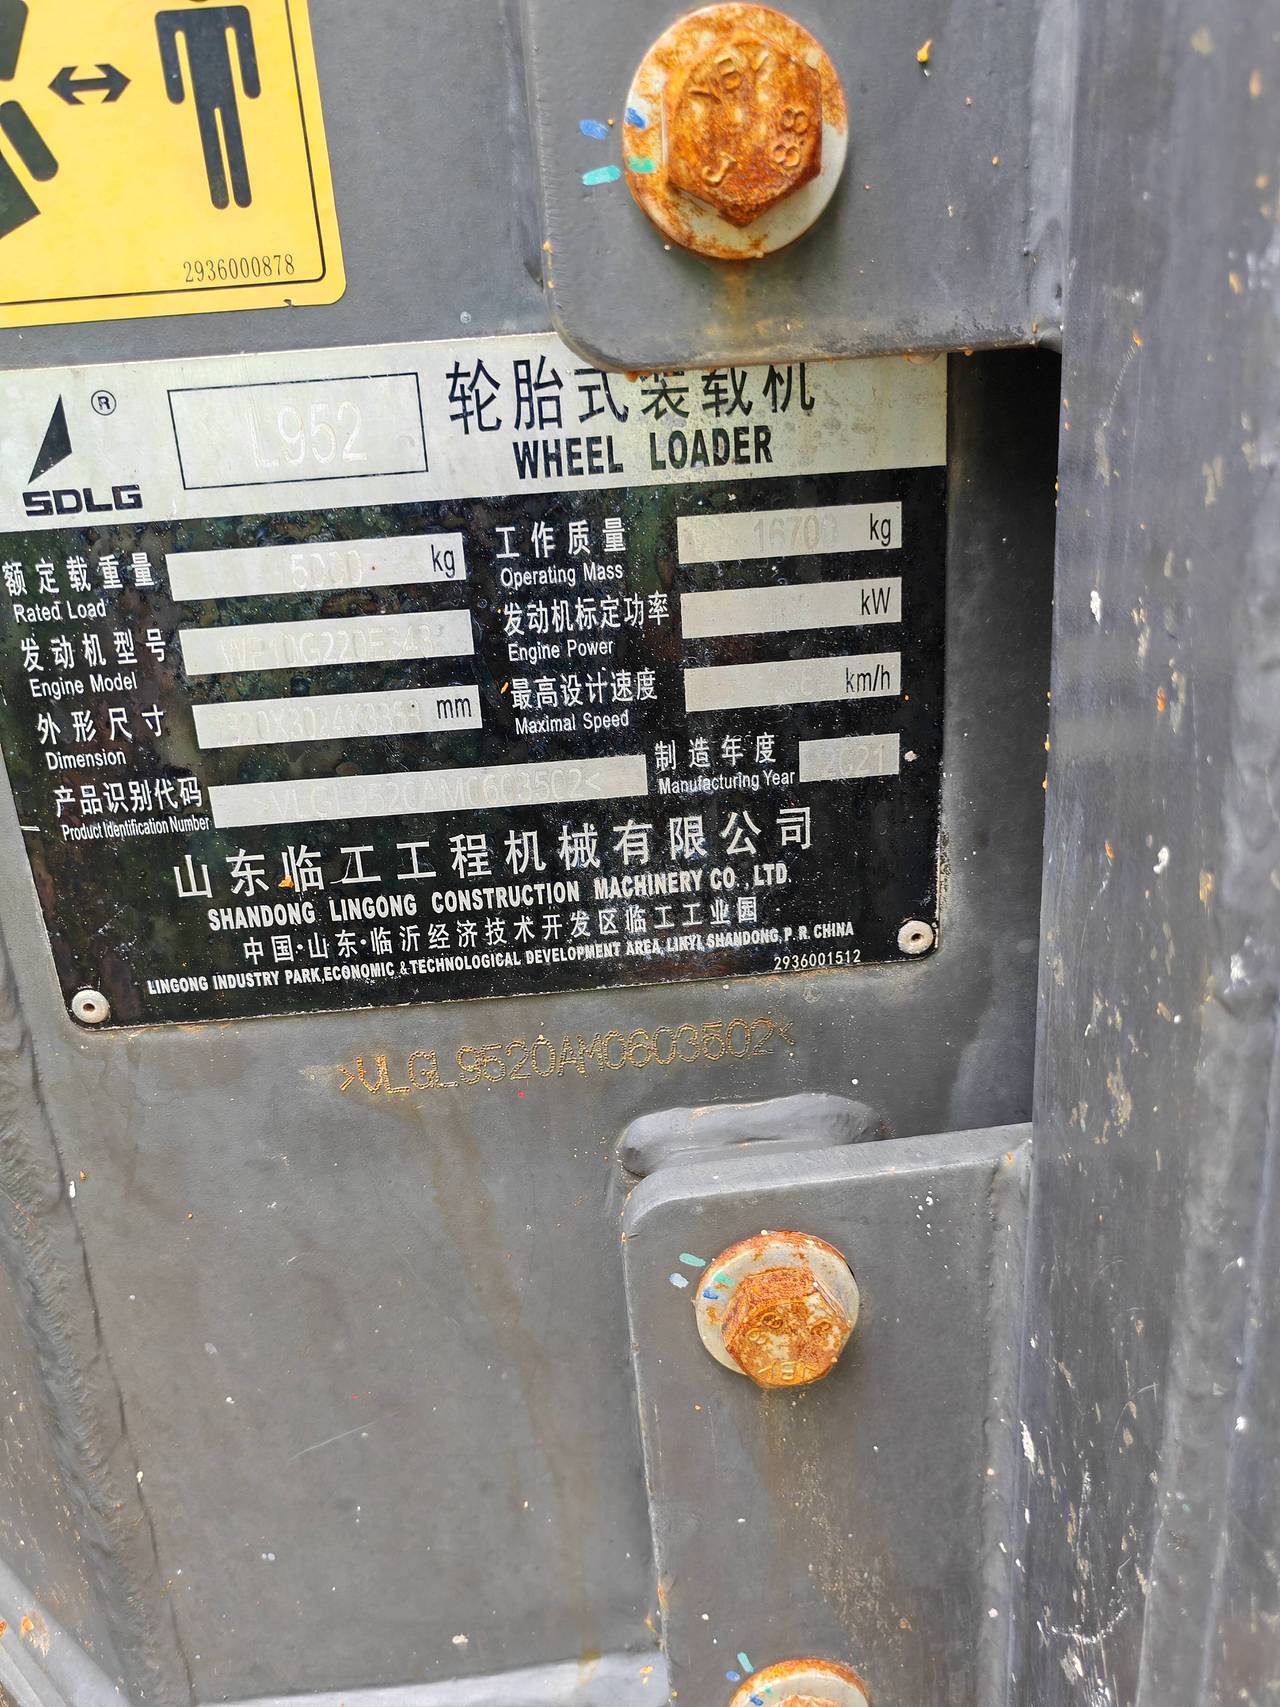 YBY
88
J
2936000878
SDLG ®
L952
轮胎式装载机
WHEEL LOADER
额定载重量 5000 kg
Rated Load
工作质量 16700 kg
Operating Mass
发动机型号 WP10G220E343
Engine Model
发动机标定功率 kW
Engine Power
外形尺寸 mm
Dimension
最高设计速度 km/h
Maximal Speed
产品识别代码
Product Identification Number
制造年度 2021
Manufacturing Year
山东临工工程机械有限公司
SHANDONG LINGONG CONSTRUCTION MACHINERY CO.,LTD.
中国·山东·临沂经济技术开发区临工工业园
LINGONG INDUSTRY PARK,ECONOMIC & TECHNOLOGICAL DEVELOPMENT AREA,LINYI,SHANDONG,P.R.CHINA
2936001512
>VLGL9520AM0603502<